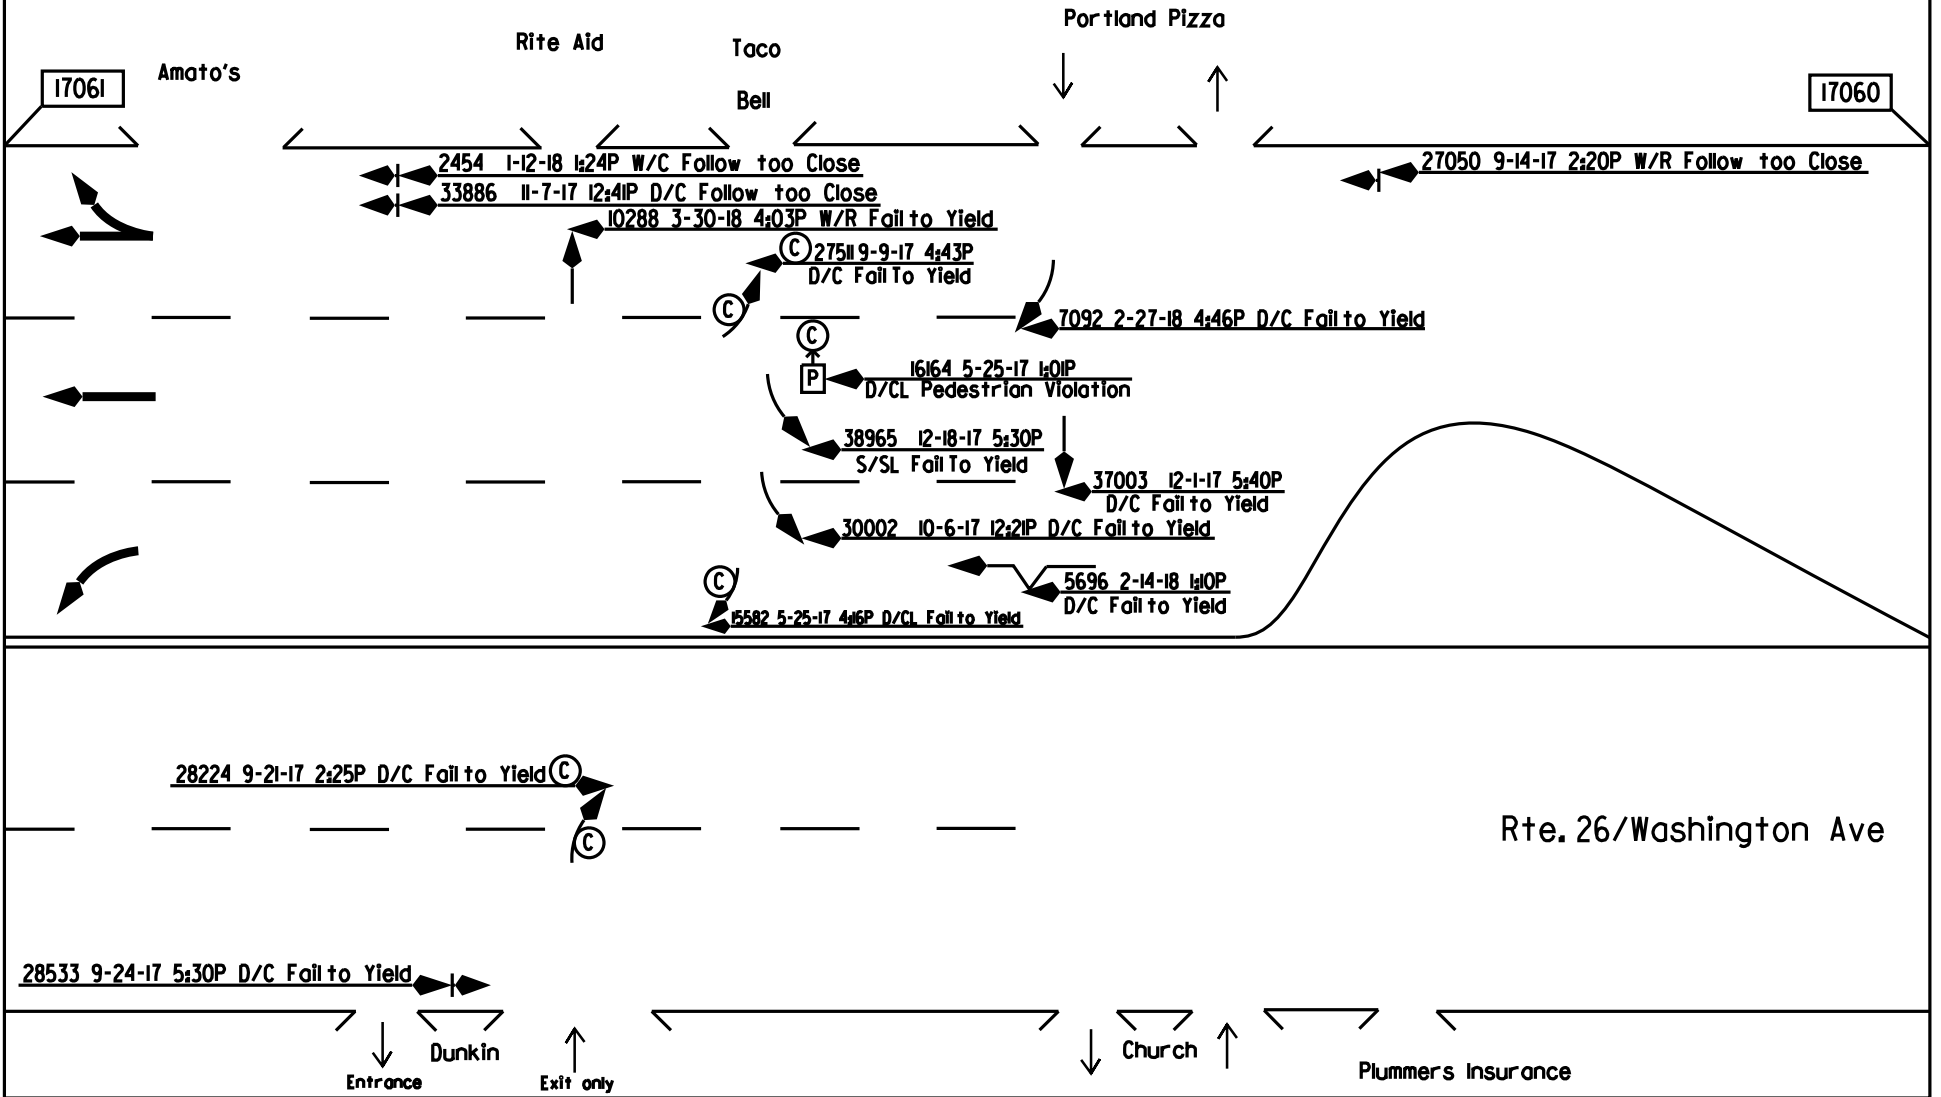 Portland Pizza
Rite Aid
Taco
Bell
Amato's
17061
17060
2454 1-12-18 1:24P W/C Follow too Close
27050 9-14-17 2:20P W/R Follow too Close
33886 11-7-17 12:41P D/C Follow too Close
10288 3-30-18 4:03P W/R Fail to Yield
C
27511 9-9-17 4:43P
D/C Fail To Yield
C
7092 2-27-18 4:46P D/C Fail to Yield
C
16164 5-25-17 1:01P
P
D/CL Pedestrian Violation
38965 12-18-17 5:30P
S/SL Fail To Yield
37003 12-1-17 5:40P
D/C Fail to Yield
30002 10-6-17 12:21P D/C Fail to Yield
C
5696 2-14-18 1:10P
D/C Fail to Yield
15582 5-25-17 4:16P D/CL Fail to Yield
28224 9-21-17 2:25P D/C Fail to Yield C
C
Rte. 26/Washington Ave
28533 9-24-17 5:30P D/C Fail to Yield
Dunkin
Church
Entrance
Exit only
Plummers Insurance